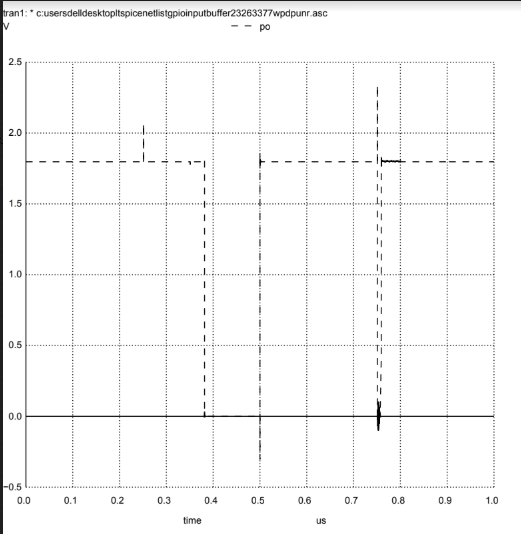 tran1: * c:usersdelldesktopltspicenetlistgpioinputbuffer23263377wpdpunr.asc
V — — po
2.5
2.0
1.5
1.0
0.5
0.0
−0.5
0.0 0.1 0.2 0.3 0.4 0.5 0.6 0.7 0.8 0.9 1.0
time us